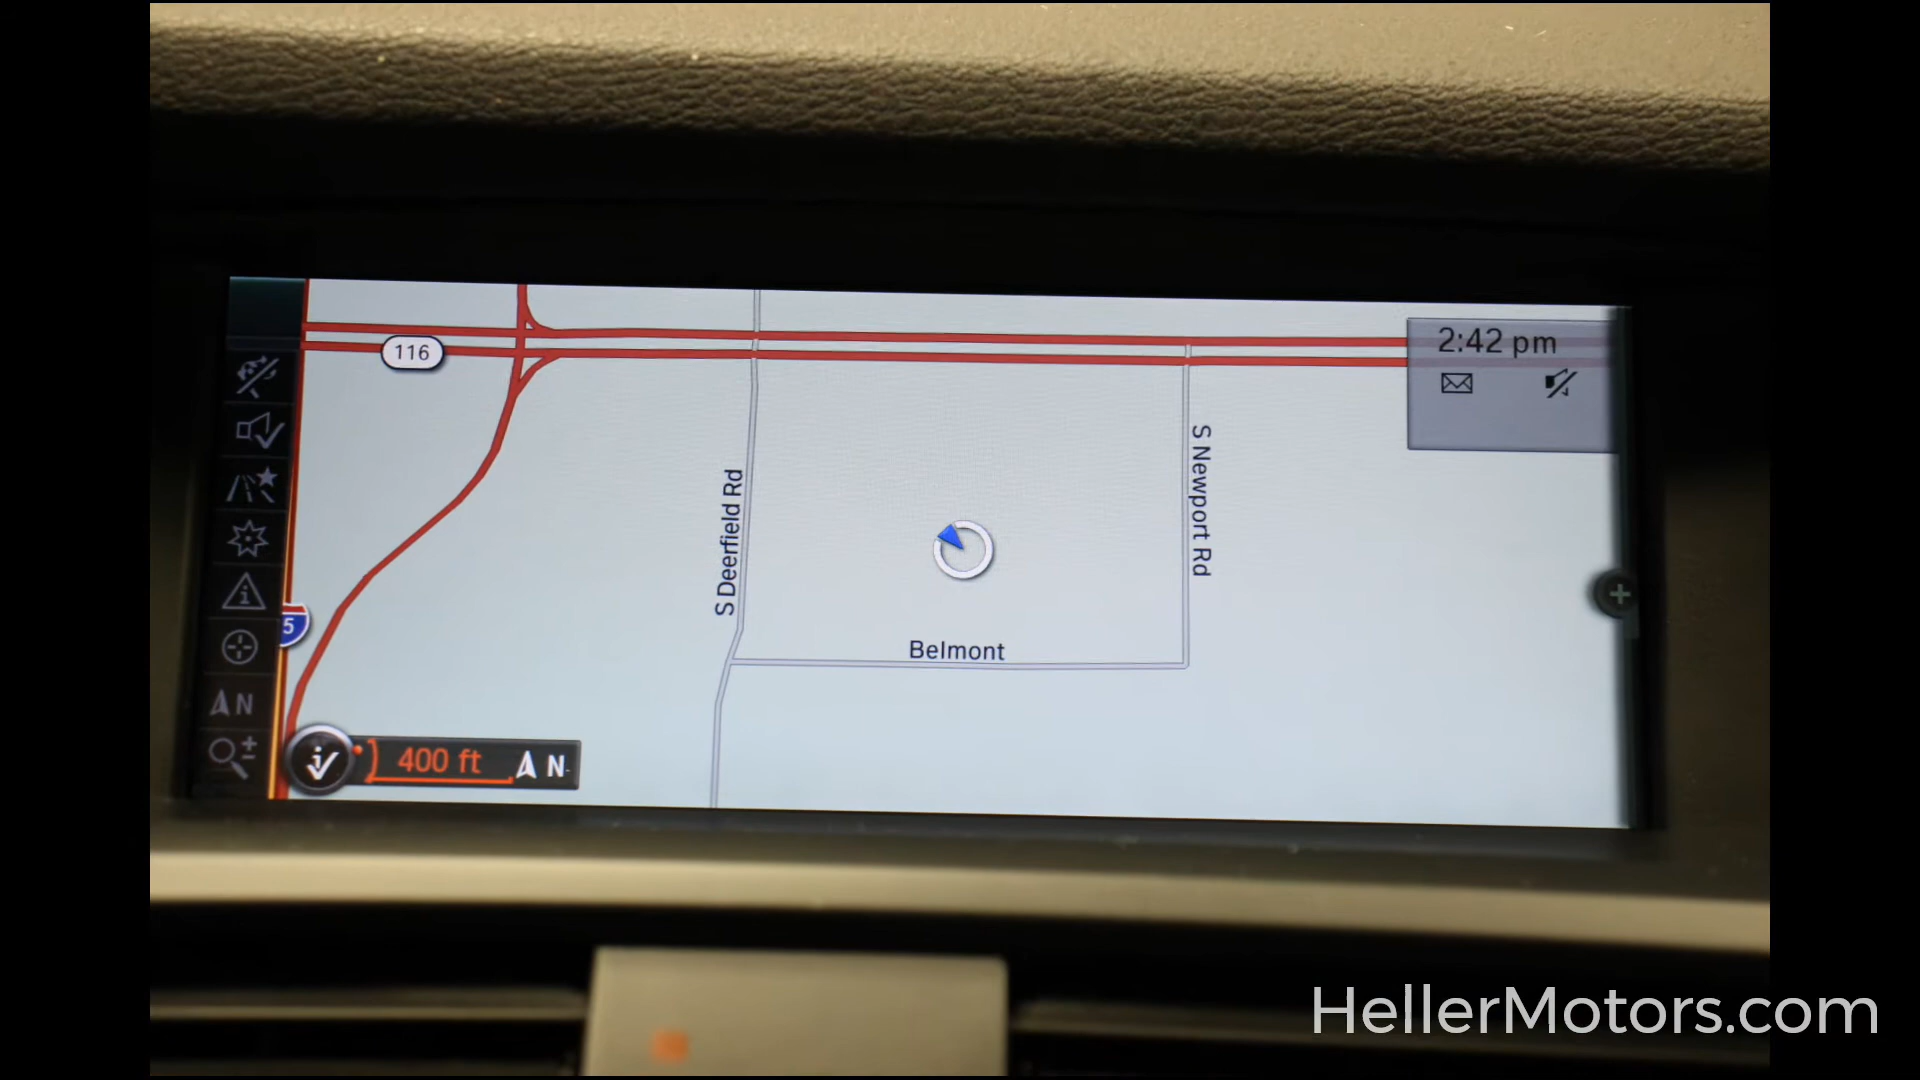 116
2:42 pm
S Deerfield Rd
S Newport Rd
5
Belmont
N
400 ft
N
HellerMotors.com